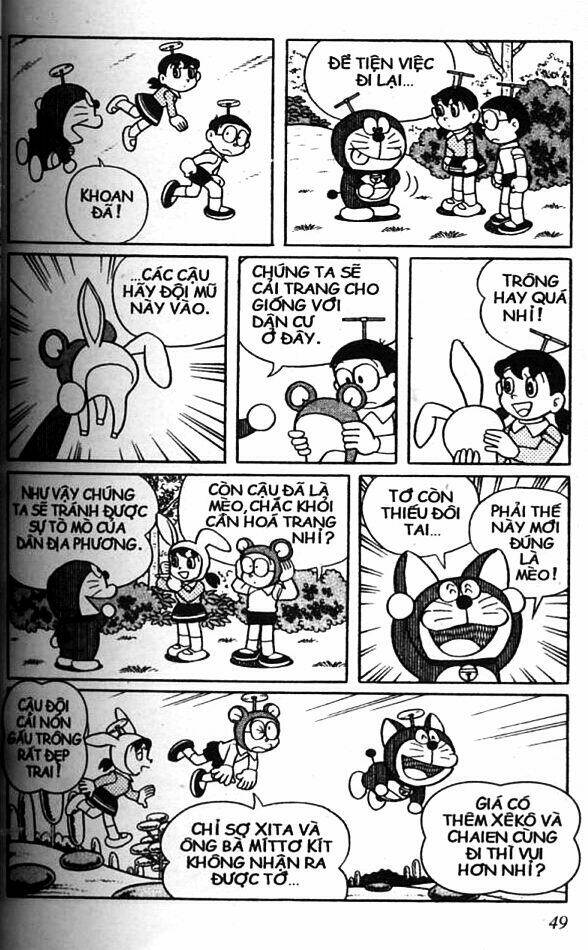 KHOAN
ĐÃ!
ĐỂ TIỆN VIỆC
ĐI LẠI...
...CÁC CẬU
HÃY ĐỘI MŨ
NÀY VÀO.
CHÚNG TA SẼ
CẢI TRANG CHO
GIỐNG VỚI
DÂN CƯ
Ở ĐÂY.
TRÔNG
HAY QUÁ
NHỈ!
NHƯ VẬY CHÚNG
TA SẼ TRÁNH ĐƯỢC
SỰ TÒ MÒ CỦA
DÂN ĐỊA PHƯƠNG.
CÒN CẬU ĐÃ LÀ
MÈO, CHẮC KHỎI
CẦN HOÁ TRANG
NHỈ?
TỚ CÒN
THIẾU ĐÔI
TAI...
PHẢI THẾ
NÀY MỚI
ĐÚNG
LÀ
MÈO!
CẬU ĐỘI
CÁI NÓN
GẤU TRÔNG
RẤT ĐẸP
TRAI!
CHỈ SỢ XITA VÀ
ÔNG BÀ MITTƠ KÍT
KHÔNG NHẬN RA
ĐƯỢC TỚ...
GIÁ CÓ
THÊM XÊKÔ VÀ
CHAIEN CÙNG
ĐI THÌ VUI
HƠN NHỈ?
49